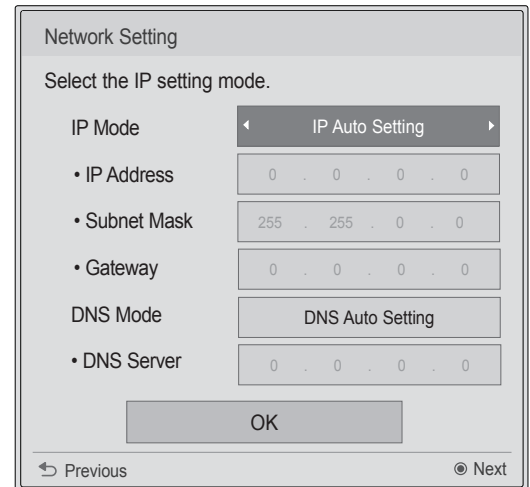 Network Setting
Select the IP setting mode.
IP Mode IP Auto Setting
• IP Address 0 . 0 . 0 . 0
• Subnet Mask 255 . 255 . 0 . 0
• Gateway 0 . 0 . 0 . 0
DNS Mode DNS Auto Setting
• DNS Server 0 . 0 . 0 . 0
OK
Previous Next